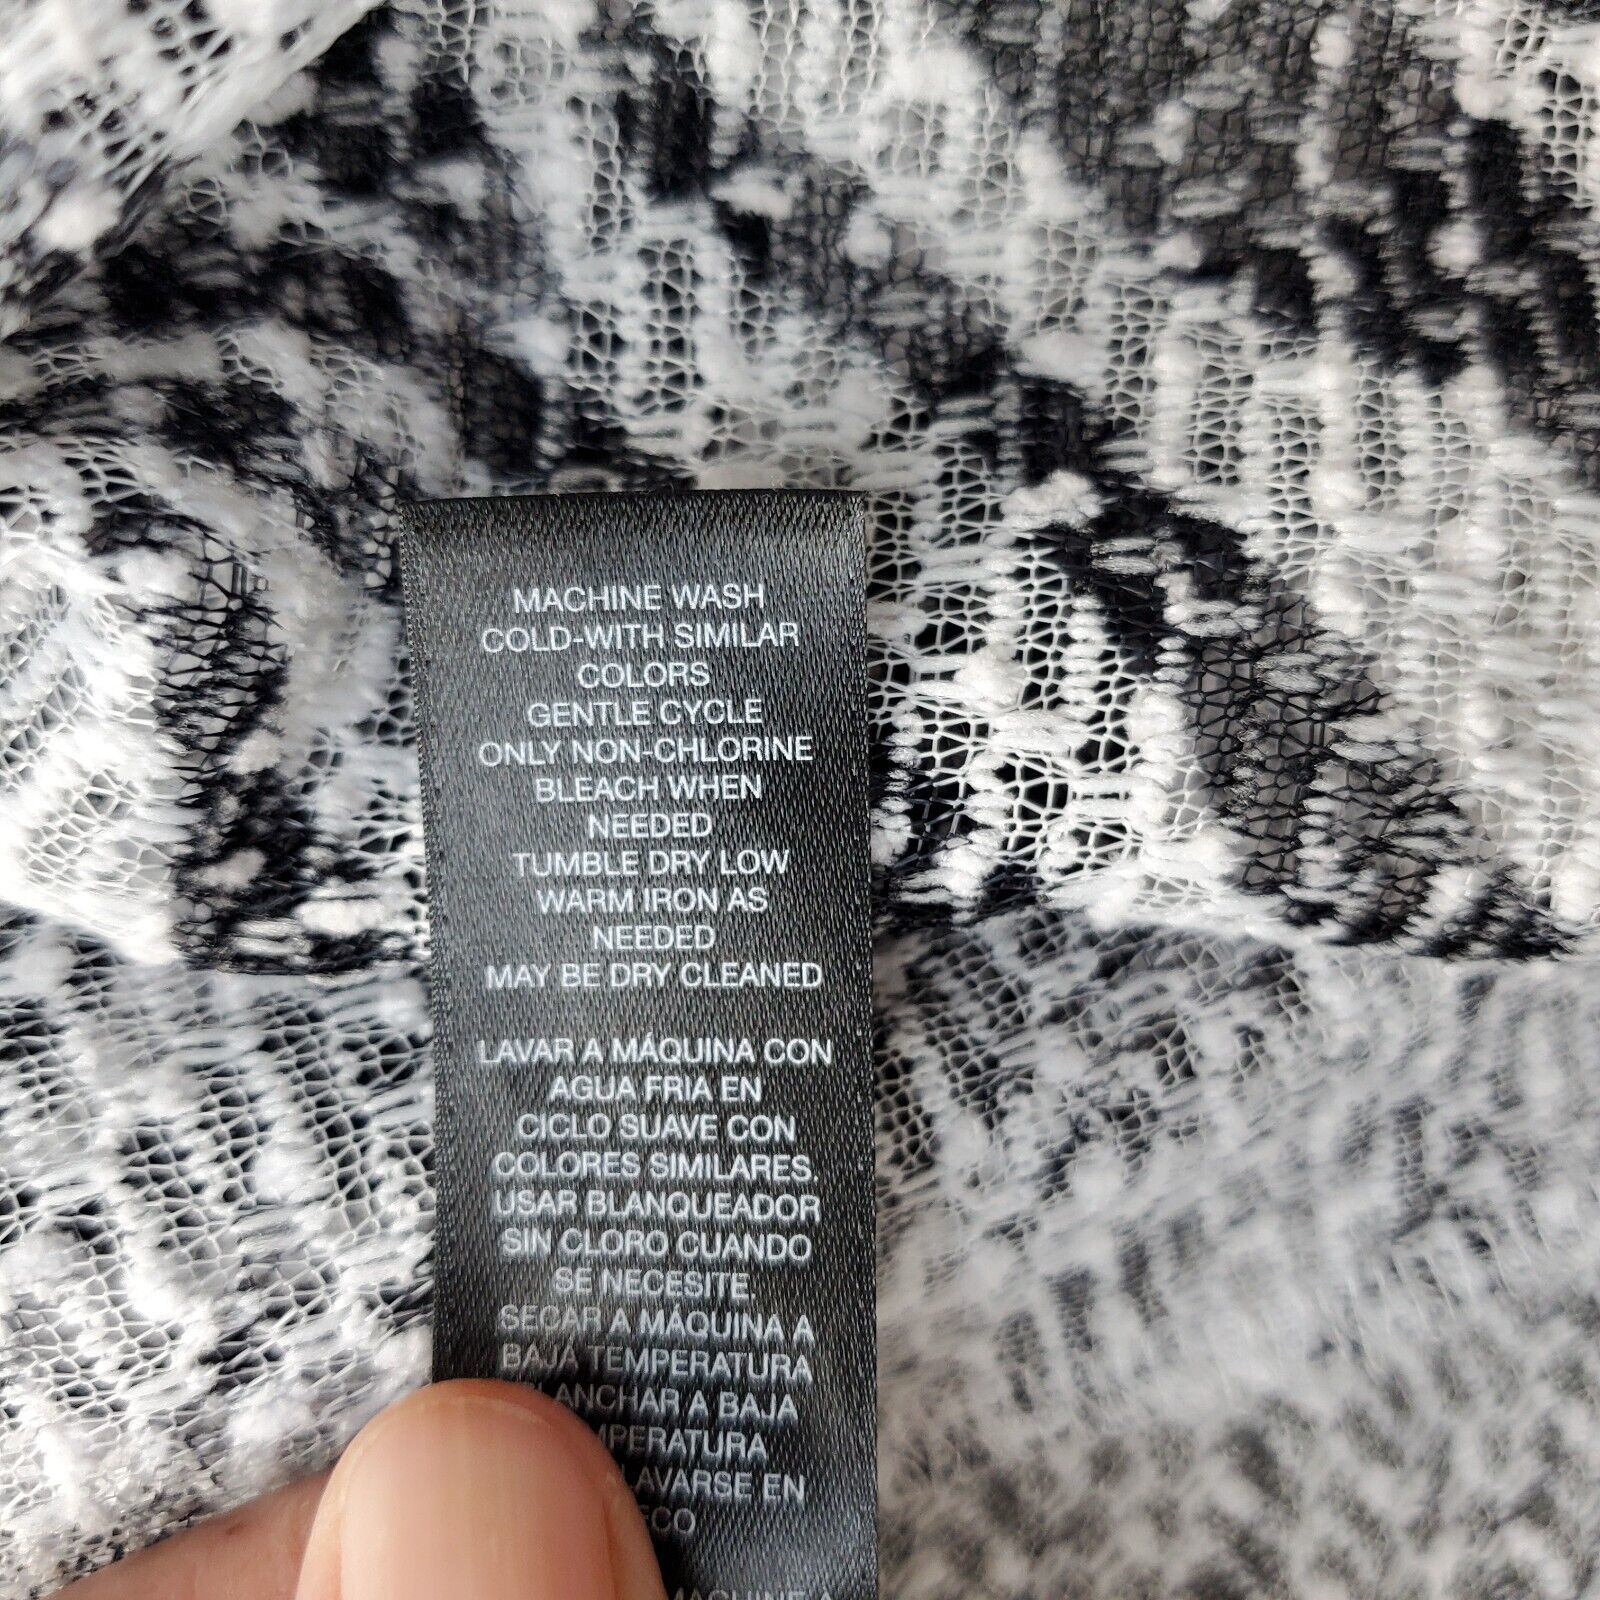 MACHINE WASH
COLD-WITH SIMILAR
COLORS
GENTLE CYCLE
ONLY NON-CHLORINE
BLEACH WHEN
NEEDED
TUMBLE DRY LOW
WARM IRON AS
NEEDED
MAY BE DRY CLEANED
LAVAR A MÁQUINA CON
AGUA FRIA EN
CICLO SUAVE CON
COLORES SIMILARES.
USAR BLANQUEADOR
SIN CLORO CUANDO
SE NECESITE.
SECAR A MÁQUINA A
BAJA TEMPERATURA
A BAJA
EN